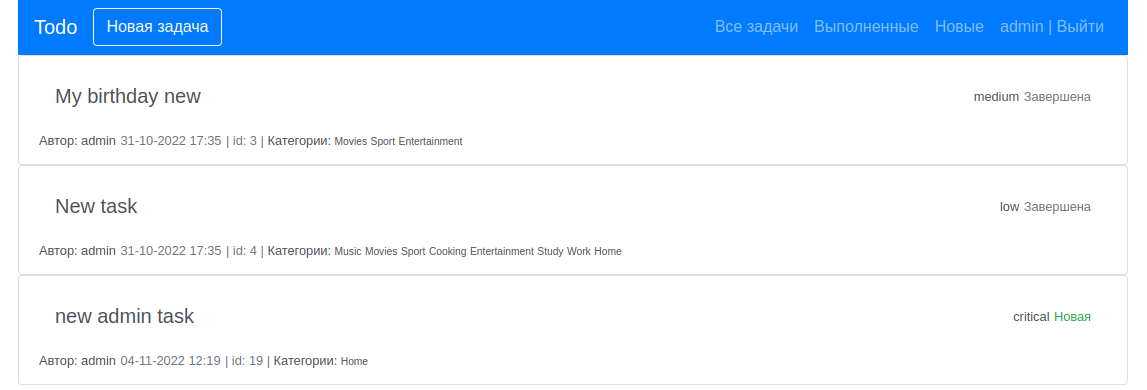 Todo Новая задача Все задачи Выполненные Новые admin | Выйти
My birthday new medium Завершена
Автор: admin 31-10-2022 17:35 | id: 3 | Категории: Movies Sport Entertainment
New task low Завершена
Автор: admin 31-10-2022 17:35 | id: 4 | Категории: Music Movies Sport Cooking Entertainment Study Work Home
new admin task critical Новая
Автор: admin 04-11-2022 12:19 | id: 19 | Категории: Home